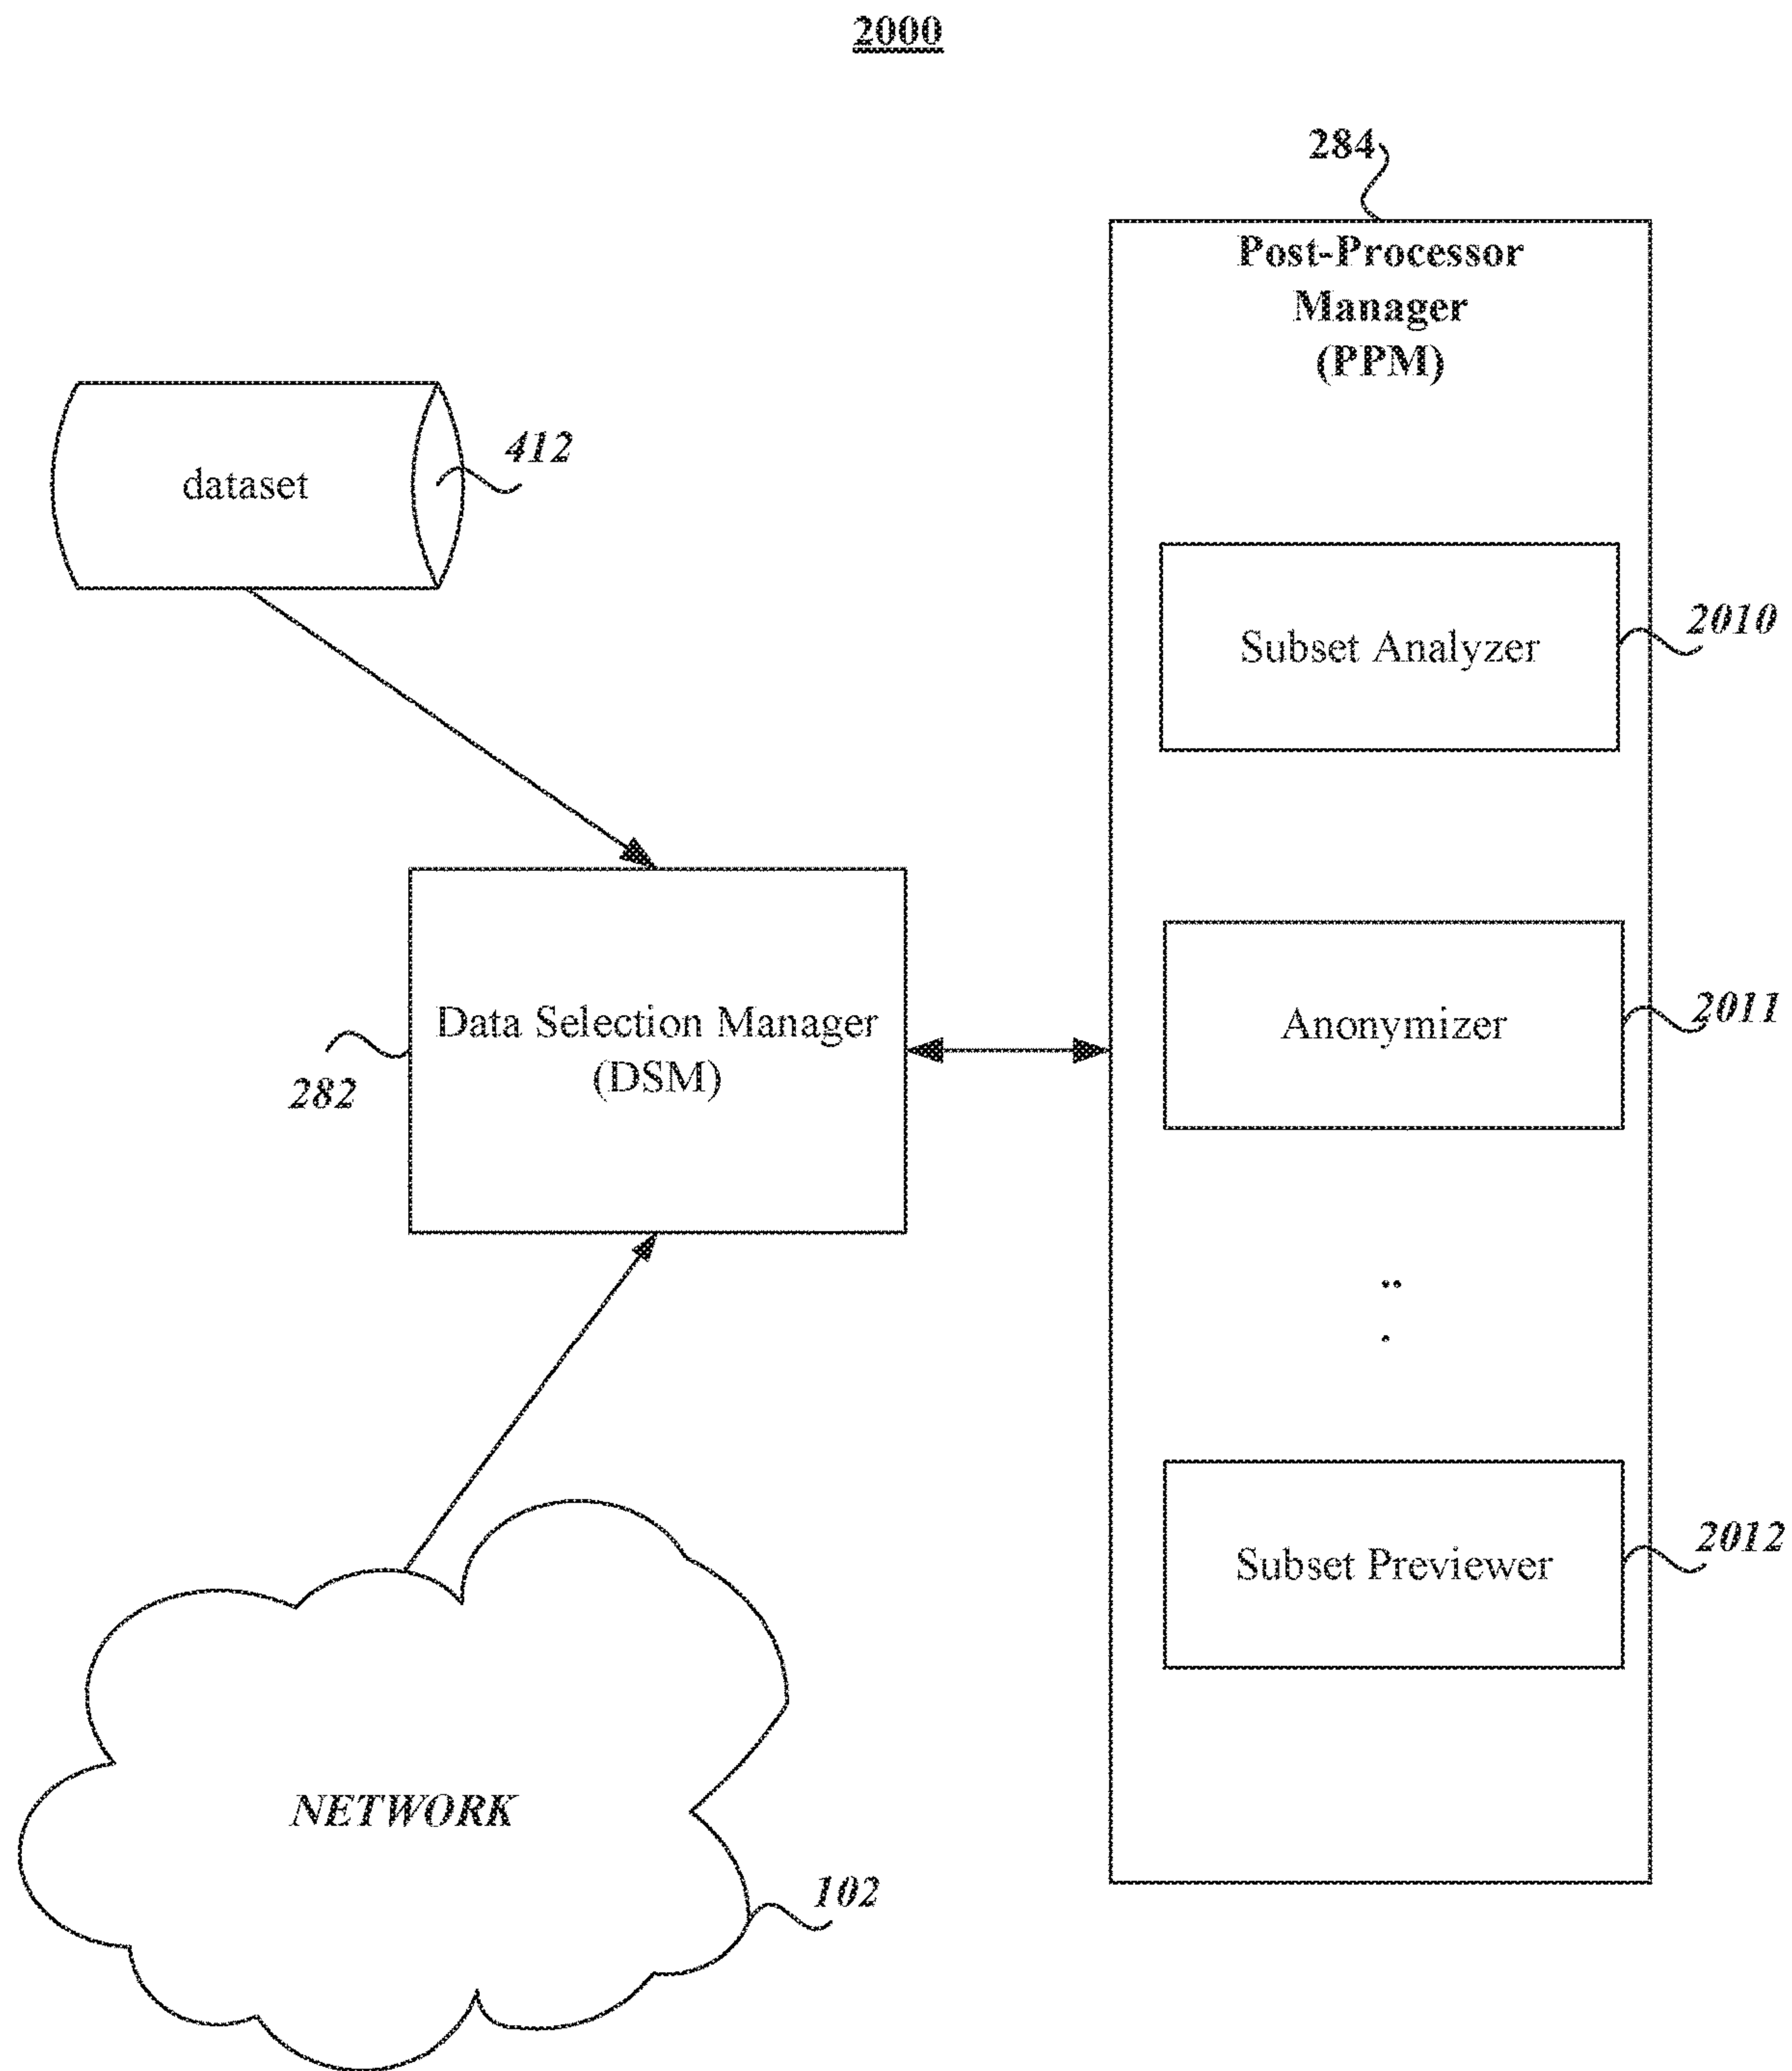 2000
284
Post-Processor
Manager
(PPM)
dataset
412
Subset Analyzer
2010
Data Selection Manager
(DSM)
282
Anonymizer
2011
Subset Previewer
2012
NETWORK
102